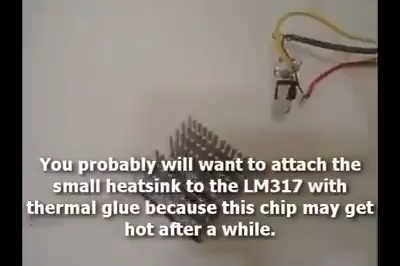 You probably will want to attach the
small heatsink to the LM317 with
thermal glue because this chip may get
hot after a while.